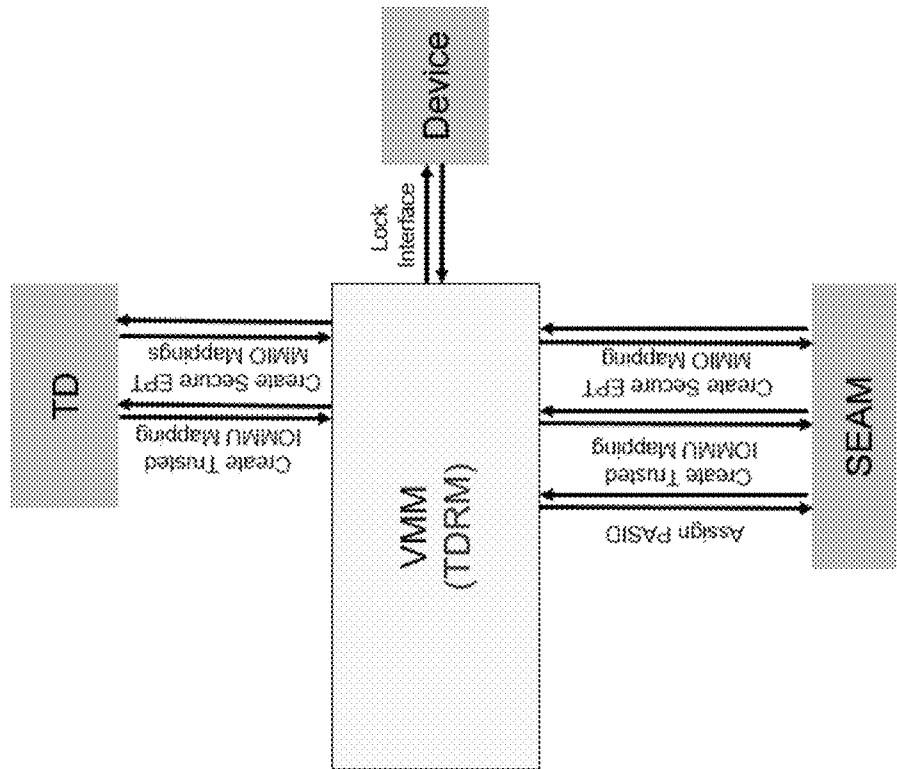 Device
Lock
Interface
TD
Create Secure EPT
MMIO Mappings
Create Trusted
IOMMU Mapping
VMM
(TDRM)
Create Secure EPT
MMIO Mapping
Create Trusted
IOMMU Mapping
Assign PASID
SEAM